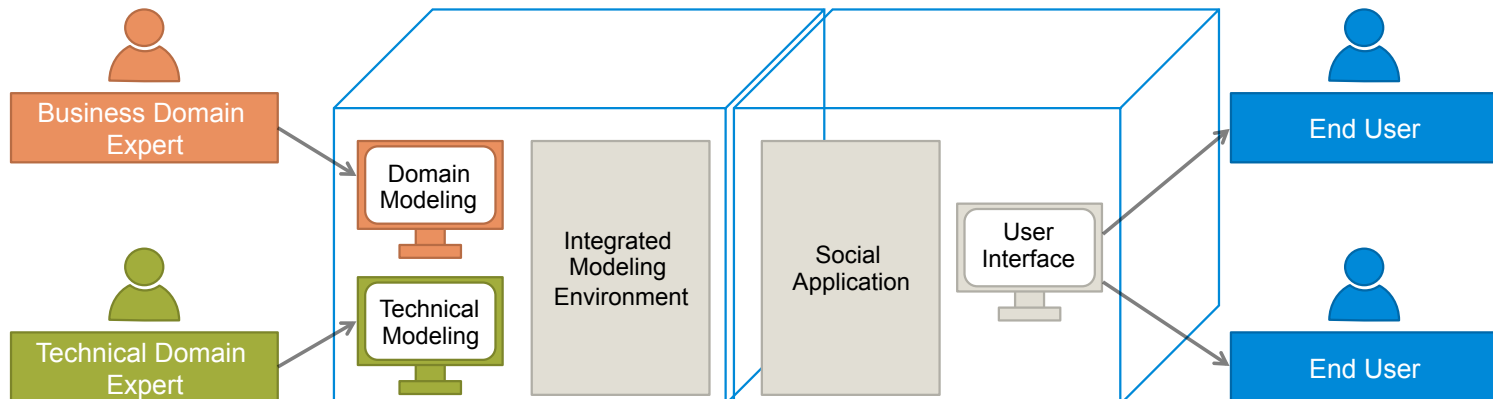 Business Domain
Expert
Technical Domain
Expert
Domain
Modeling
Technical
Modeling
Integrated
Modeling
Environment
Social
Application
User
Interface
End User
End User